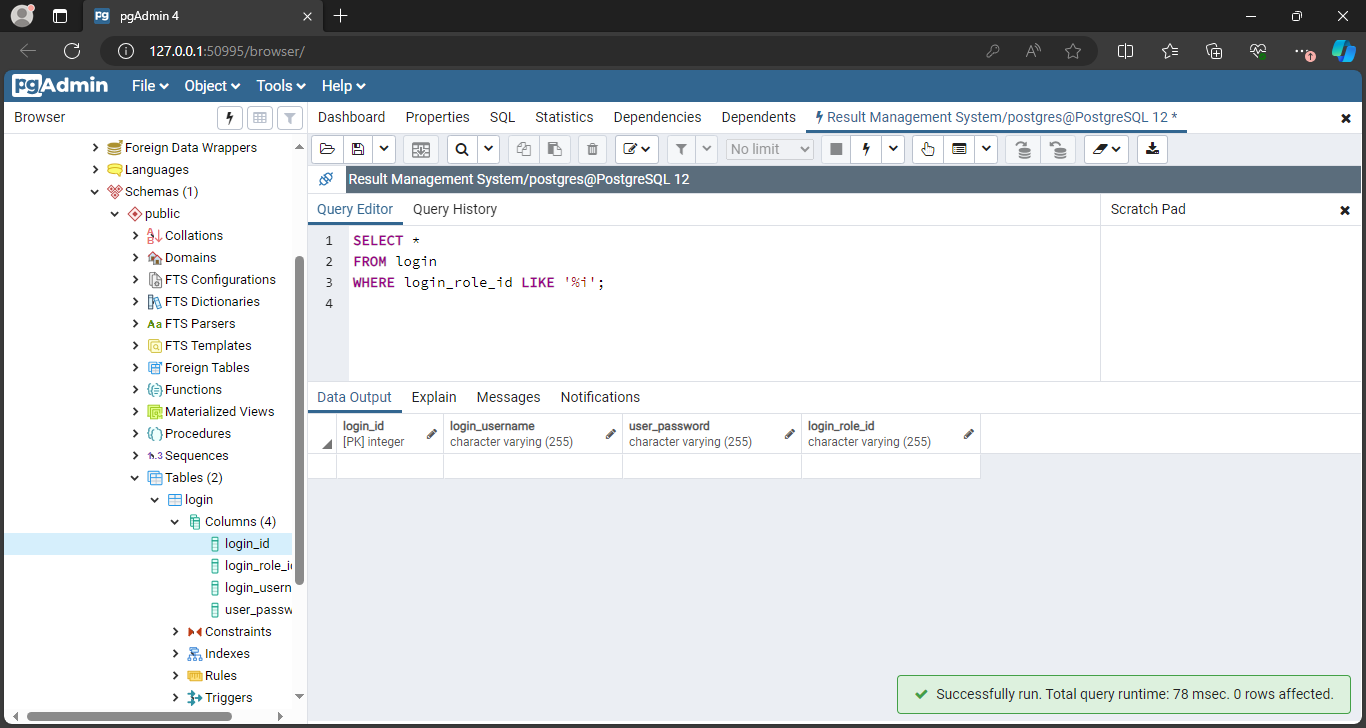 pgAdmin 4
127.0.0.1:50995/browser/
pgAdmin File Object Tools Help
Browser
Dashboard Properties SQL Statistics Dependencies Dependents Result Management System/postgres@PostgreSQL 12 *
No limit
Result Management System/postgres@PostgreSQL 12
Foreign Data Wrappers
Languages
Schemas (1)
public
Collations
Domains
FTS Configurations
FTS Dictionaries
FTS Parsers
FTS Templates
Foreign Tables
Functions
Materialized Views
Procedures
Sequences
Tables (2)
login
Columns (4)
login_id
login_role_i
login_usern
user_passw
Constraints
Indexes
Rules
Triggers
Query Editor Query History
Scratch Pad
1 SELECT *
2 FROM login
3 WHERE login_role_id LIKE '%i';
4
Data Output Explain Messages Notifications
login_id login_username user_password login_role_id
[PK] integer character varying (255) character varying (255) character varying (255)
Successfully run. Total query runtime: 78 msec. 0 rows affected.